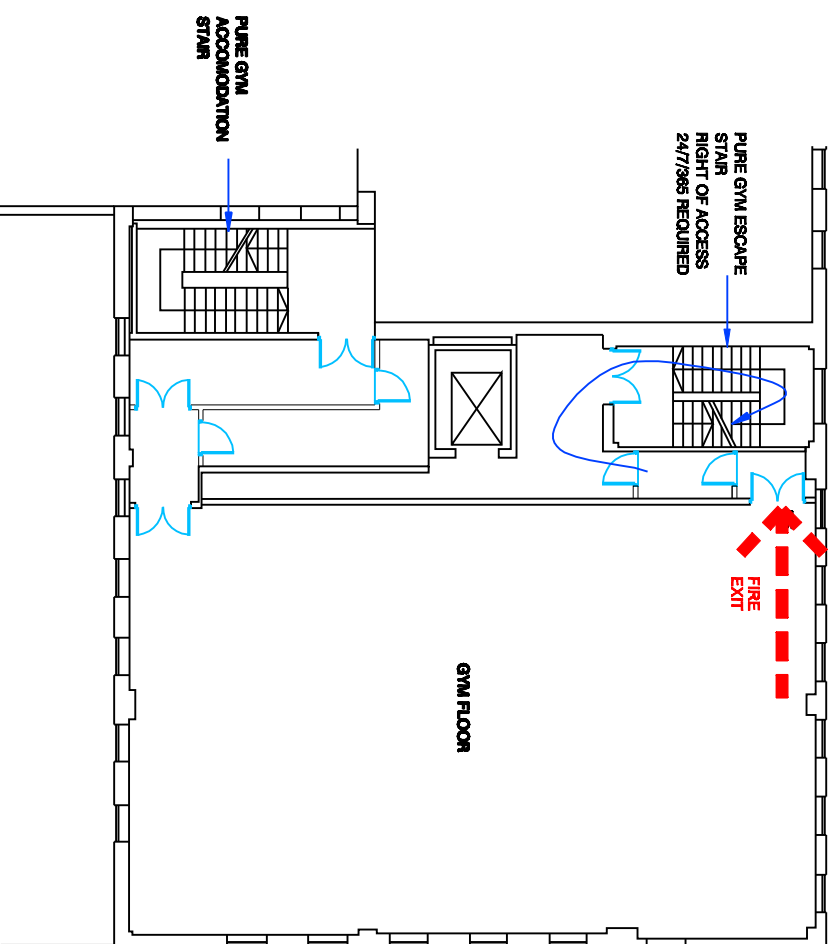 PURE GYM
ACCOMODATION
STAIR
PURE GYM ESCAPE
STAIR
RIGHT OF ACCESS
24/7/365 REQUIRED
FIRE
EXIT
GYM FLOOR